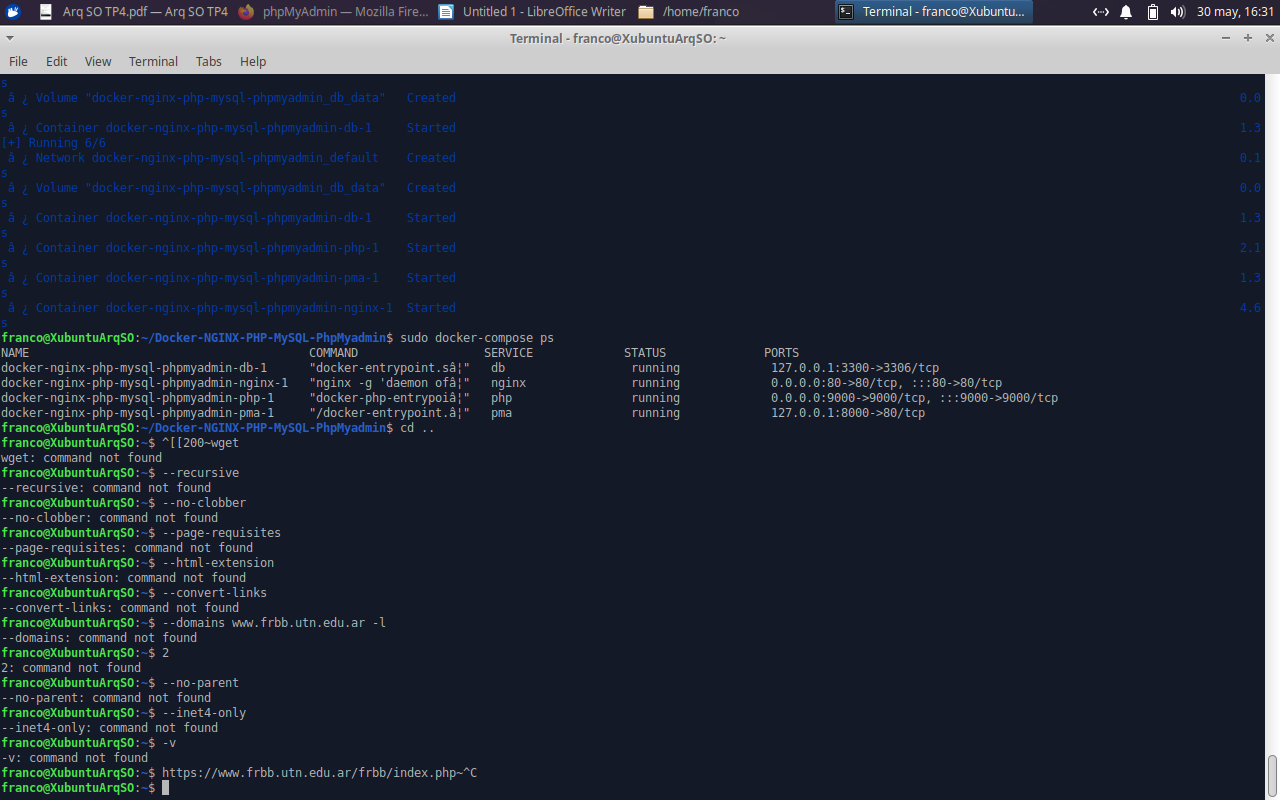 Arq SO TP4.pdf — Arq SO TP4
phpMyAdmin — Mozilla Fire...
Untitled 1 - LibreOffice Writer
/home/franco
Terminal - franco@Xubuntu...
30 may, 16:31
Terminal - franco@XubuntuArqSO: ~
File Edit View Terminal Tabs Help
s
â ¿ Volume "docker-nginx-php-mysql-phpmyadmin_db_data" Created 0.0
s
â ¿ Container docker-nginx-php-mysql-phpmyadmin-db-1 Started 1.3
[+] Running 6/6
â ¿ Network docker-nginx-php-mysql-phpmyadmin_default Created 0.1
s
â ¿ Volume "docker-nginx-php-mysql-phpmyadmin_db_data" Created 0.0
s
â ¿ Container docker-nginx-php-mysql-phpmyadmin-db-1 Started 1.3
s
â ¿ Container docker-nginx-php-mysql-phpmyadmin-php-1 Started 2.1
s
â ¿ Container docker-nginx-php-mysql-phpmyadmin-pma-1 Started 1.3
s
â ¿ Container docker-nginx-php-mysql-phpmyadmin-nginx-1 Started 4.6
s
franco@XubuntuArqSO:~/Docker-NGINX-PHP-MySQL-PhpMyadmin$ sudo docker-compose ps
NAME COMMAND SERVICE STATUS PORTS
docker-nginx-php-mysql-phpmyadmin-db-1 "docker-entrypoint.sâ¦" db running 127.0.0.1:3300->3306/tcp
docker-nginx-php-mysql-phpmyadmin-nginx-1 "nginx -g 'daemon ofâ¦" nginx running 0.0.0.0:80->80/tcp, :::80->80/tcp
docker-nginx-php-mysql-phpmyadmin-php-1 "docker-php-entrypoiâ¦" php running 0.0.0.0:9000->9000/tcp, :::9000->9000/tcp
docker-nginx-php-mysql-phpmyadmin-pma-1 "/docker-entrypoint.â¦" pma running 127.0.0.1:8000->80/tcp
franco@XubuntuArqSO:~/Docker-NGINX-PHP-MySQL-PhpMyadmin$ cd ..
franco@XubuntuArqSO:~$ ^[[200~wget
wget: command not found
franco@XubuntuArqSO:~$ --recursive
--recursive: command not found
franco@XubuntuArqSO:~$ --no-clobber
--no-clobber: command not found
franco@XubuntuArqSO:~$ --page-requisites
--page-requisites: command not found
franco@XubuntuArqSO:~$ --html-extension
--html-extension: command not found
franco@XubuntuArqSO:~$ --convert-links
--convert-links: command not found
franco@XubuntuArqSO:~$ --domains www.frbb.utn.edu.ar -l
--domains: command not found
franco@XubuntuArqSO:~$ 2
2: command not found
franco@XubuntuArqSO:~$ --no-parent
--no-parent: command not found
franco@XubuntuArqSO:~$ --inet4-only
--inet4-only: command not found
franco@XubuntuArqSO:~$ -v
-v: command not found
franco@XubuntuArqSO:~$ https://www.frbb.utn.edu.ar/frbb/index.php~^C
franco@XubuntuArqSO:~$